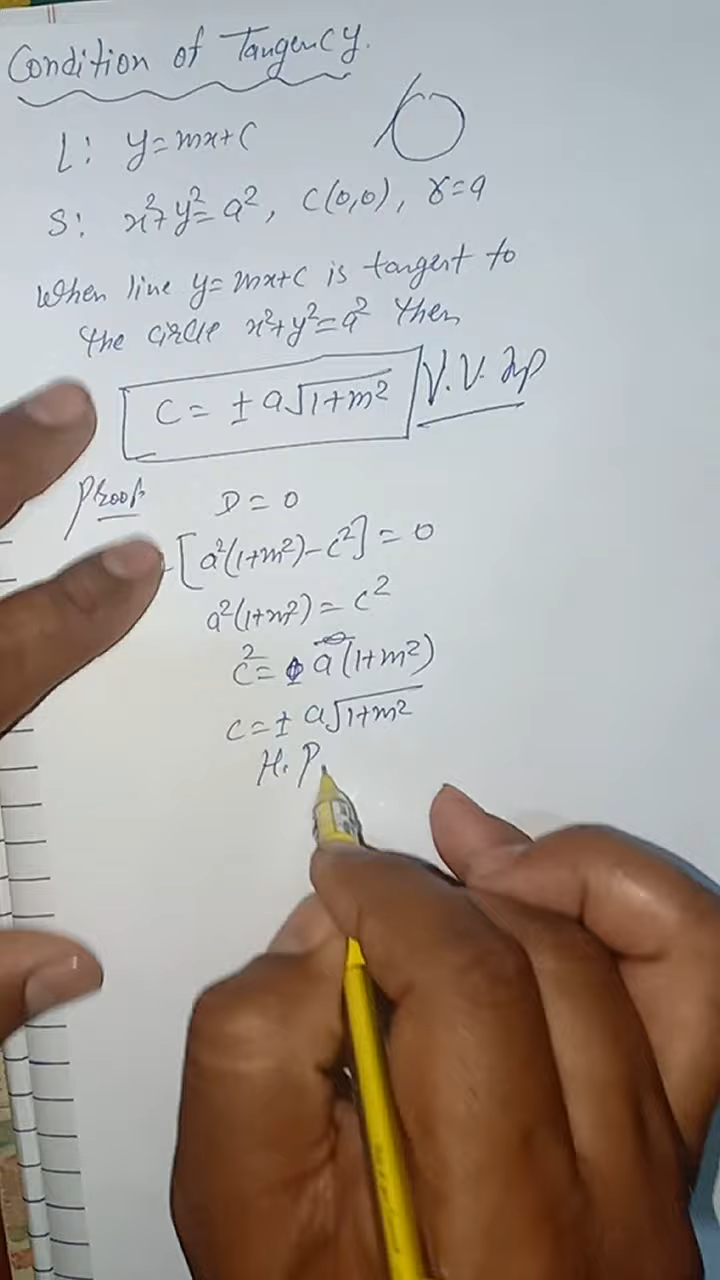 Condition of Tangency.
L: y=mx+c
S: x²+y²=a², C(0,0), r=a
When line y=mx+c is tangent to
the circle x²+y²=a² then
c = ± a√1+m² V.V. Imp
Proof D = 0
[a²(1+m²)-c²] = 0
a²(1+m²) = c²
c² = a²(1+m²)
c = ± a√1+m²
H.P